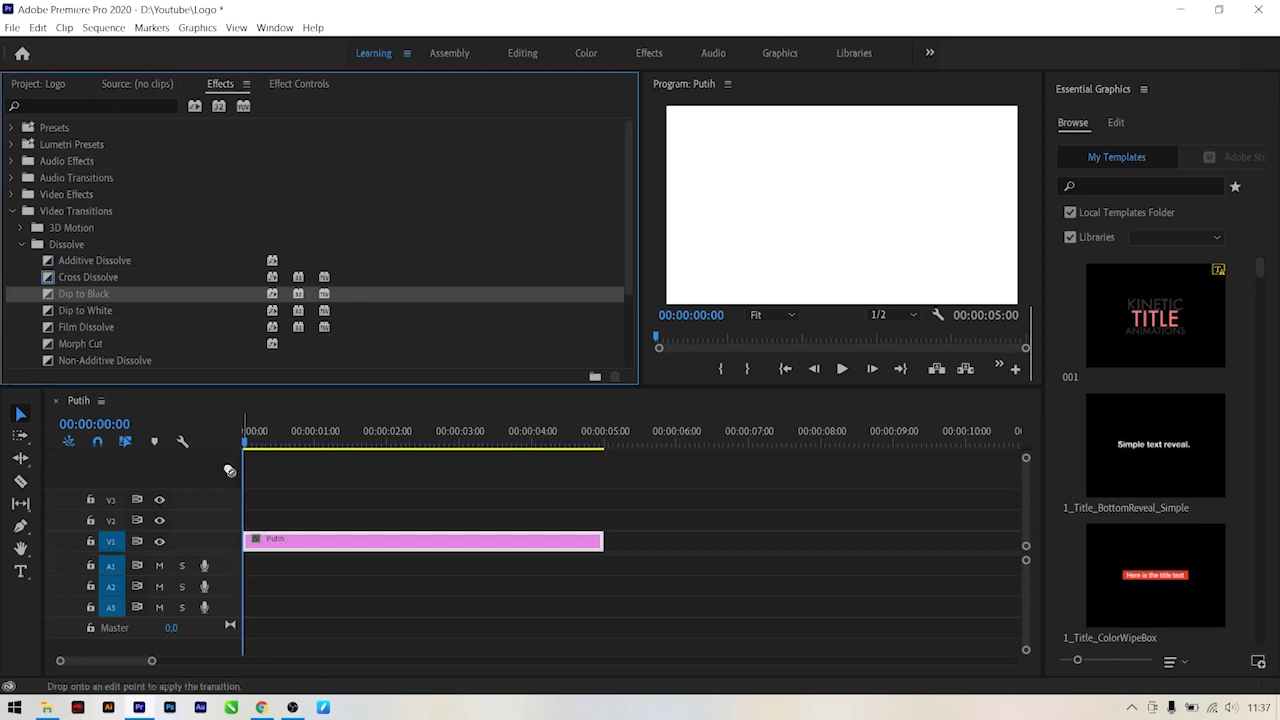 Adobe Premiere Pro 2020 - D:\Youtube\Logo *
File Edit Clip Sequence Markers Graphics View Window Help
Learning Assembly Editing Color Effects Audio Graphics Libraries
Project: Logo Source: (no clips) Effects Effect Controls
Presets
Lumetri Presets
Audio Effects
Audio Transitions
Video Effects
Video Transitions
3D Motion
Dissolve
Additive Dissolve
Cross Dissolve
Dip to Black
Dip to White
Film Dissolve
Morph Cut
Non-Additive Dissolve
Program: Putih
00:00:00:00 Fit 1/2 00:00:05:00
Essential Graphics
Browse Edit
My Templates Adobe Stc
Local Templates Folder
Libraries
KINETIC
TITLE
ANIMATIONS
001
Simple text reveal.
1_Title_BottomReveal_Simple
Here is the title text
1_Title_ColorWipeBox
Putih
00:00:00:00
:00:00 00:00:01:00 00:00:02:00 00:00:03:00 00:00:04:00 00:00:05:00 00:00:06:00 00:00:07:00 00:00:08:00 00:00:09:00 00:00:10:00
V3
V2
V1 Putih
A1 M S
A2 M S
A3 M S
Master 0,0
Drop onto an edit point to apply the transition.
11:37